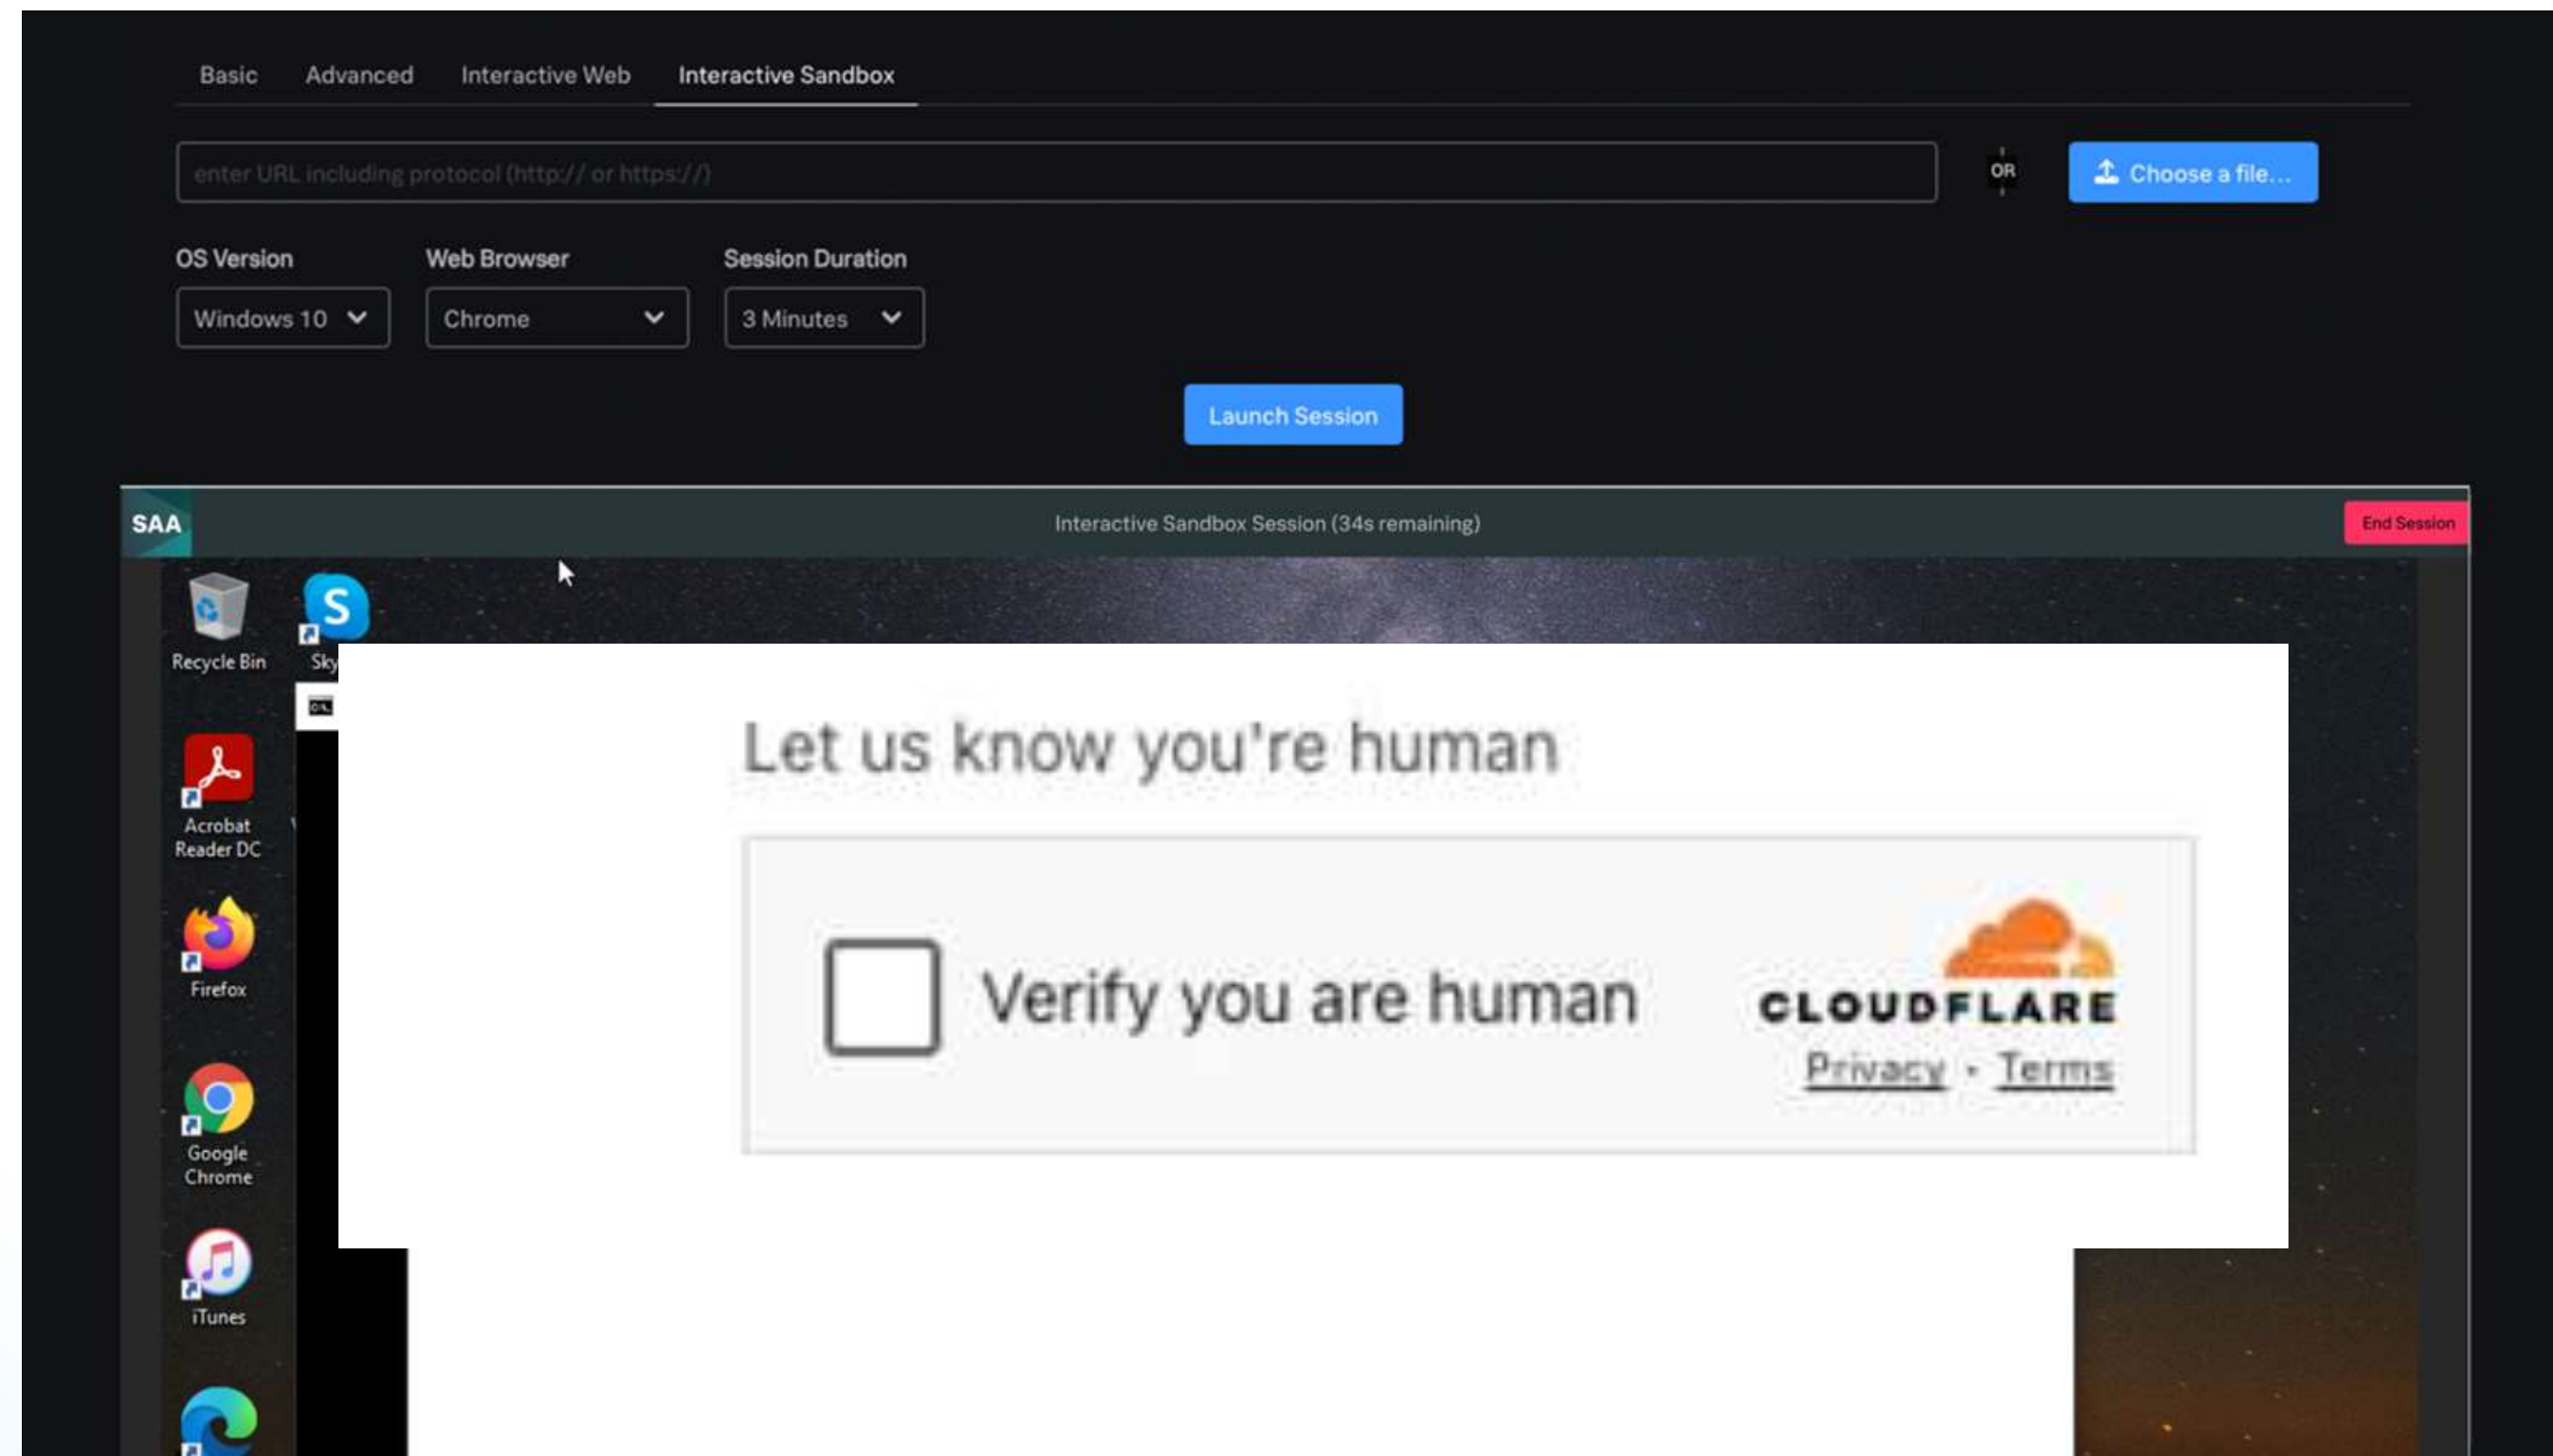 Basic Advanced Interactive Web Interactive Sandbox
enter URL including protocol (http:// or https://)
OR
Choose a file...
OS Version Web Browser Session Duration
Windows 10 Chrome 3 Minutes
Launch Session
SAA Interactive Sandbox Session (34s remaining) End Session
Recycle Bin Sky
Let us know you're human
Acrobat
Reader DC
Verify you are human
CLOUDFLARE
Privacy • Terms
Firefox
Google
Chrome
iTunes